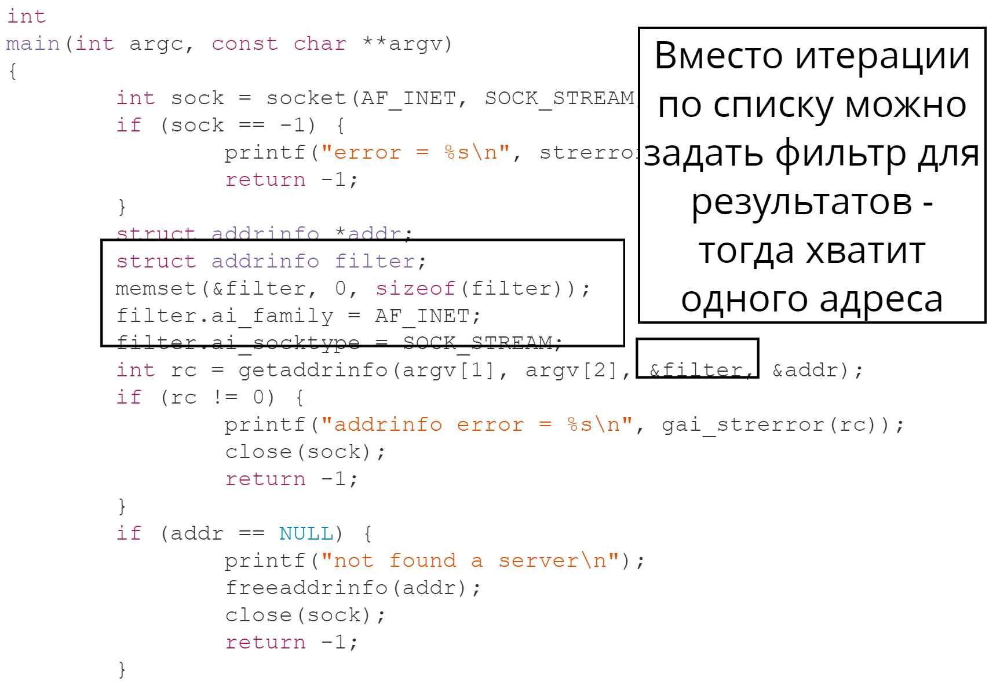 int
main(int argc, const char **argv)
{
int sock = socket(AF_INET, SOCK_STREAM,
if (sock == -1) {
printf("error = %s\n", strerror
return -1;
}
struct addrinfo *addr;
struct addrinfo filter;
memset(&filter, 0, sizeof(filter));
filter.ai_family = AF_INET;
filter.ai_socktype = SOCK_STREAM;
int rc = getaddrinfo(argv[1], argv[2], &filter, &addr);
if (rc != 0) {
printf("addrinfo error = %s\n", gai_strerror(rc));
close(sock);
return -1;
}
if (addr == NULL) {
printf("not found a server\n");
freeaddrinfo(addr);
close(sock);
return -1;
}
Вместо итерации
по списку можно
задать фильтр для
результатов -
тогда хватит
одного адреса